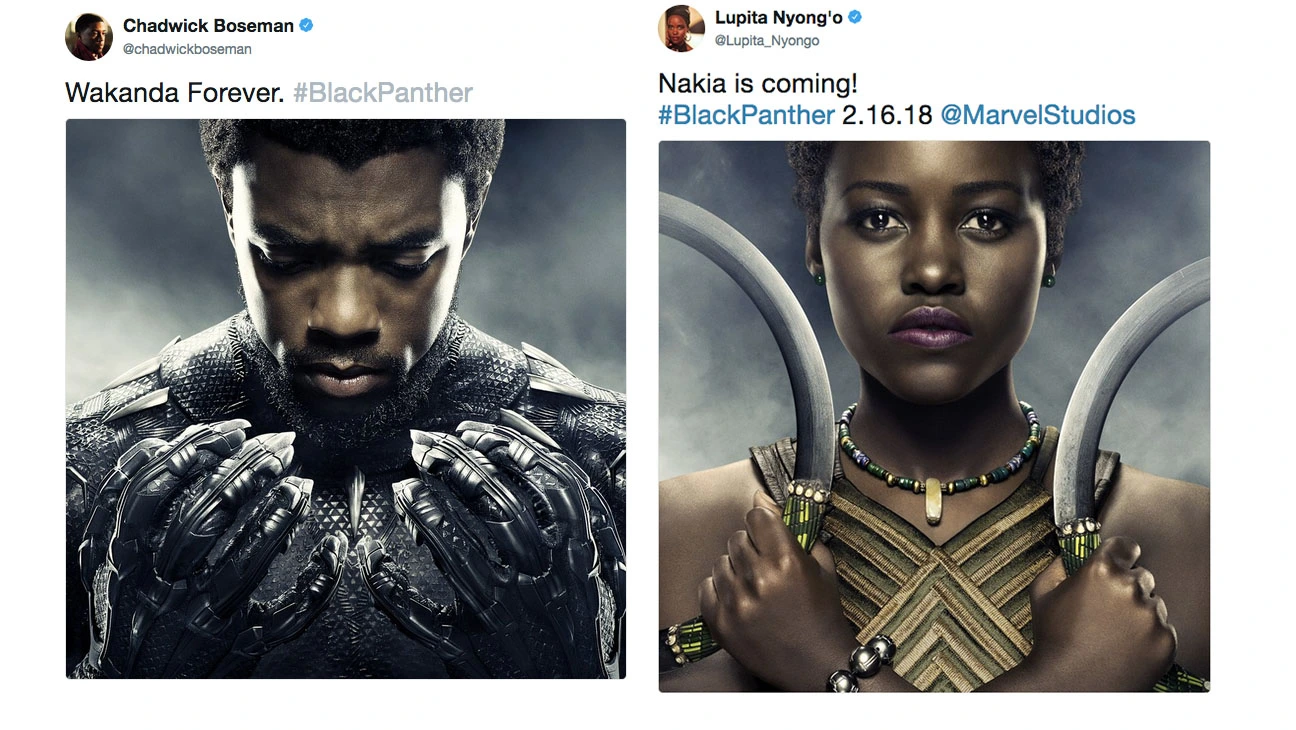 Chadwick Boseman
@chadwickboseman
Wakanda Forever. #BlackPanther
Lupita Nyong'o
@Lupita_Nyongo
Nakia is coming!
#BlackPanther 2.16.18 @MarvelStudios